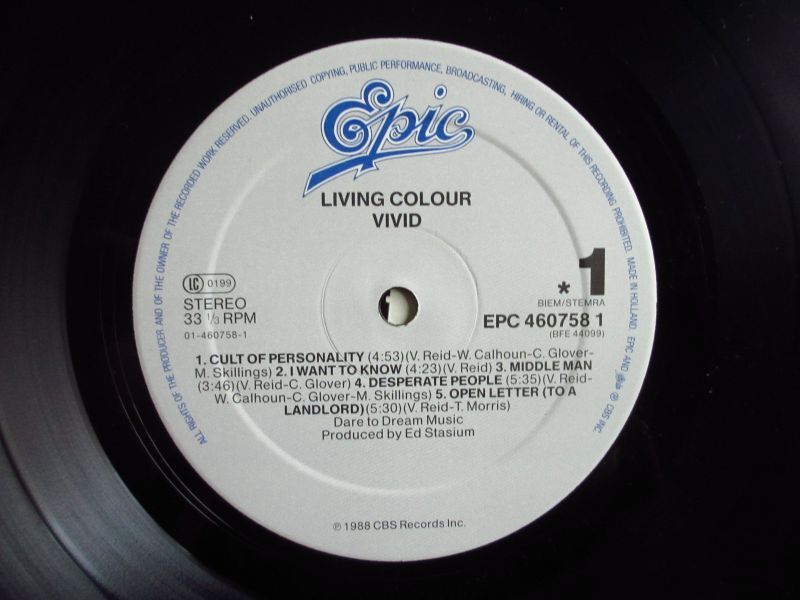 ALL RIGHTS OF THE PRODUCER AND OF THE OWNER OF THE RECORDED WORK RESERVED. UNAUTHORISED COPYING, PUBLIC PERFORMANCE, BROADCASTING, HIRING OR RENTAL OF THIS RECORDING PROHIBITED. MADE IN HOLLAND. EPIC AND ARE ® CBS INC.
Epic
LIVING COLOUR
VIVID
LC 0199
STEREO
33 ⅓ RPM
01-460758-1
* 1
BIEM/STEMRA
EPC 460758 1
(BFE 44099)
1. CULT OF PERSONALITY (4:53)(V. Reid-W. Calhoun-C. Glover-
M. Skillings) 2. I WANT TO KNOW (4:23)(V. Reid) 3. MIDDLE MAN
(3:46)(V. Reid-C. Glover) 4. DESPERATE PEOPLE (5:35)(V. Reid-
W. Calhoun-C. Glover-M. Skillings) 5. OPEN LETTER (TO A
LANDLORD)(5:30)(V. Reid-T. Morris)
Dare to Dream Music
Produced by Ed Stasium
℗ 1988 CBS Records Inc.